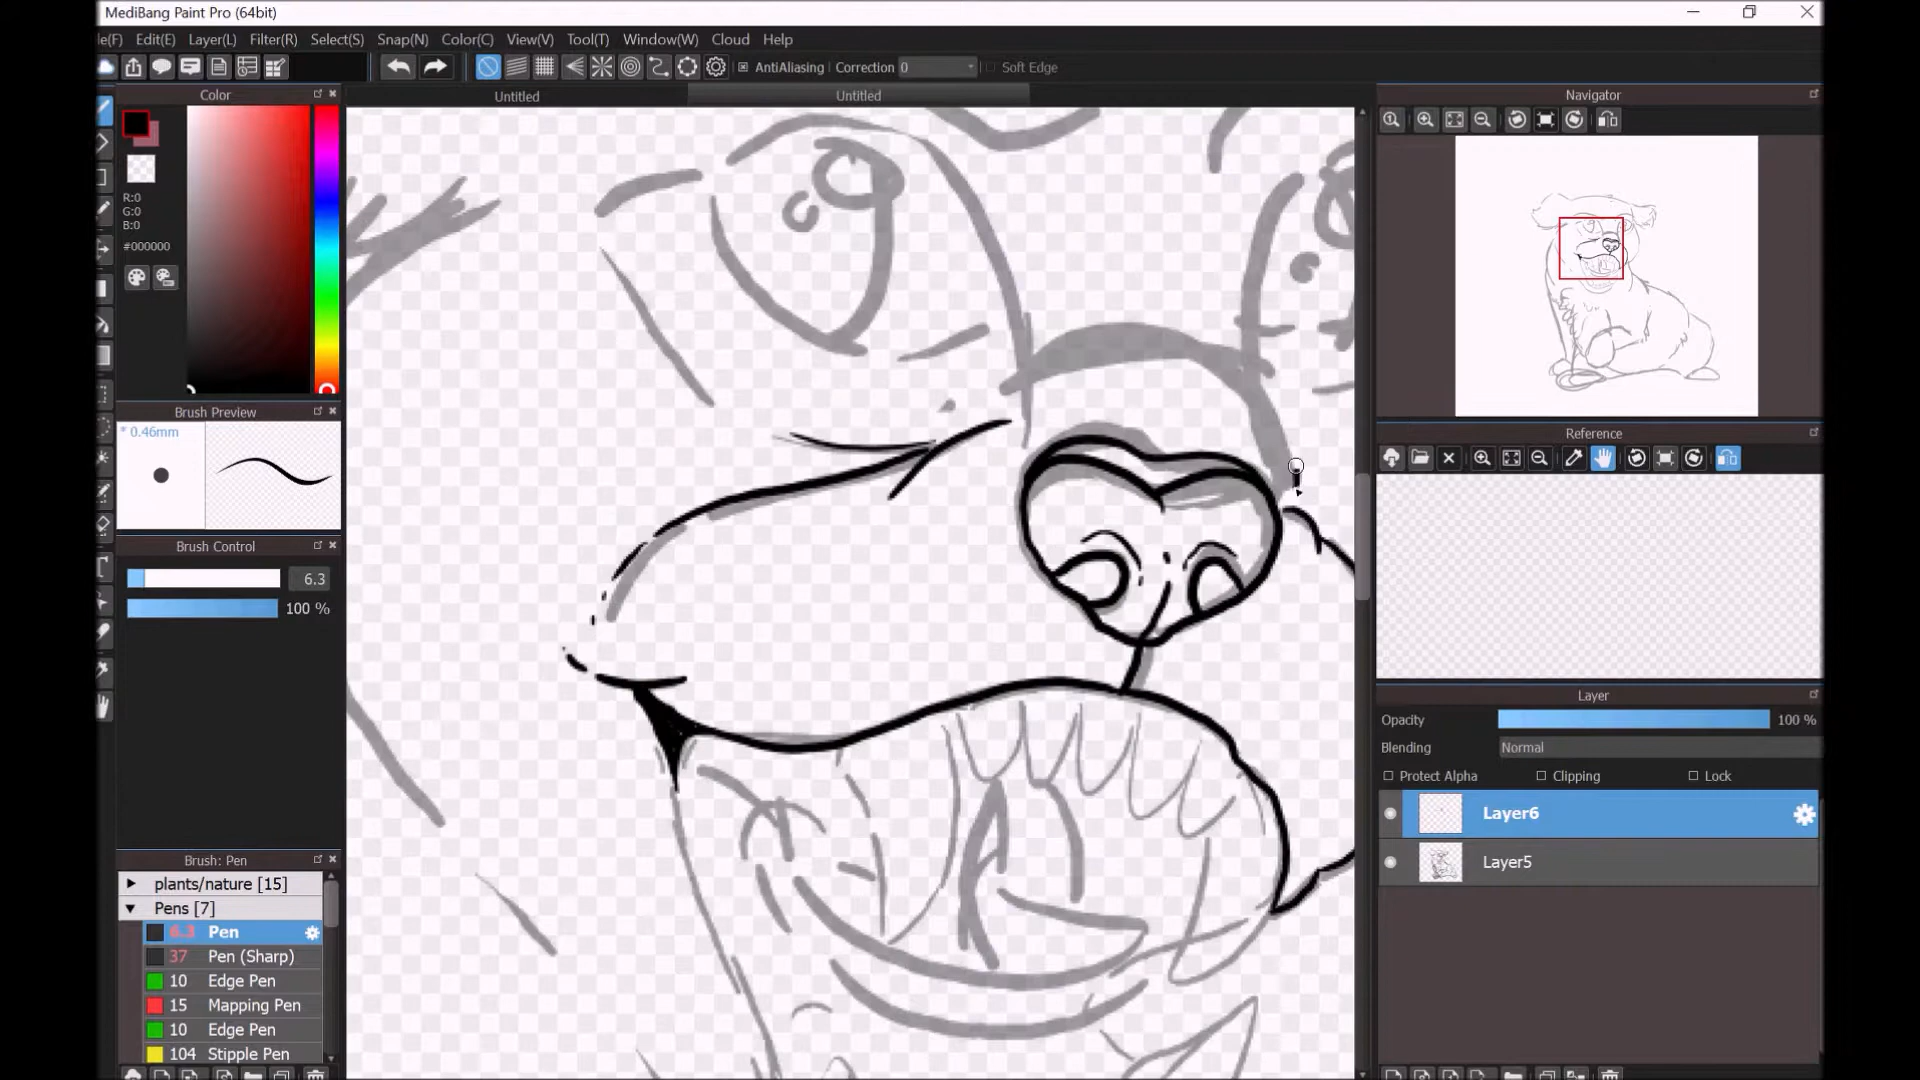 MediBang Paint Pro (64bit)
le(F) Edit(E) Layer(L) Filter(R) Select(S) Snap(N) Color(C) View(V) Tool(T) Window(W) Cloud Help
AntiAliasing Correction 0 Soft Edge
Color
Untitled
Untitled
Navigator
R:0
G:0
B:0
#000000
Brush Preview
* 0.46mm
Reference
Brush Control
6.3
100 %
Layer
Opacity 100 %
Blending Normal
Protect Alpha Clipping Lock
Layer6
Layer5
Brush: Pen
plants/nature [15]
Pens [7]
6.3 Pen
37 Pen (Sharp)
10 Edge Pen
15 Mapping Pen
10 Edge Pen
104 Stipple Pen